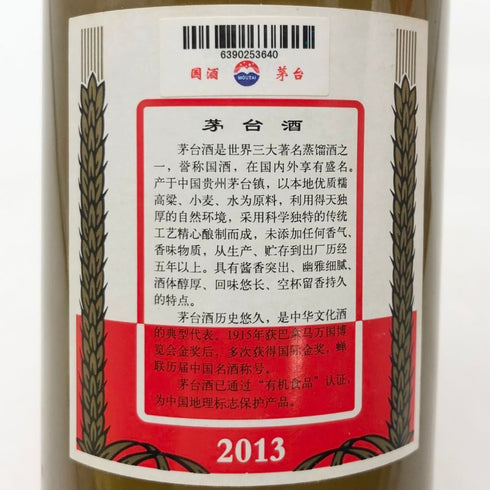 6390253640
国酒 MOUTAI 茅台
茅台酒
茅台酒是世界三大著名蒸馏酒之
一，誉称国酒，在国内外享有盛名。
产于中国贵州茅台镇，以本地优质糯
高粱、小麦、水为原料，利用得天独
厚的自然环境，采用科学独特的传统
工艺精心酿制而成，未添加任何香气、
香味物质，从生产、贮存到出厂历经
五年以上。具有酱香突出、幽雅细腻、
酒体醇厚、回味悠长、空杯留香持久
的特点。
茅台酒历史悠久，是中华文化酒
的典型代表。1915年获巴拿马万国博
览会金奖后，多次获得国际金奖，蝉
联历届中国名酒称号。
茅台酒已通过“有机食品”认证，
为中国地理标志保护产品。
2013